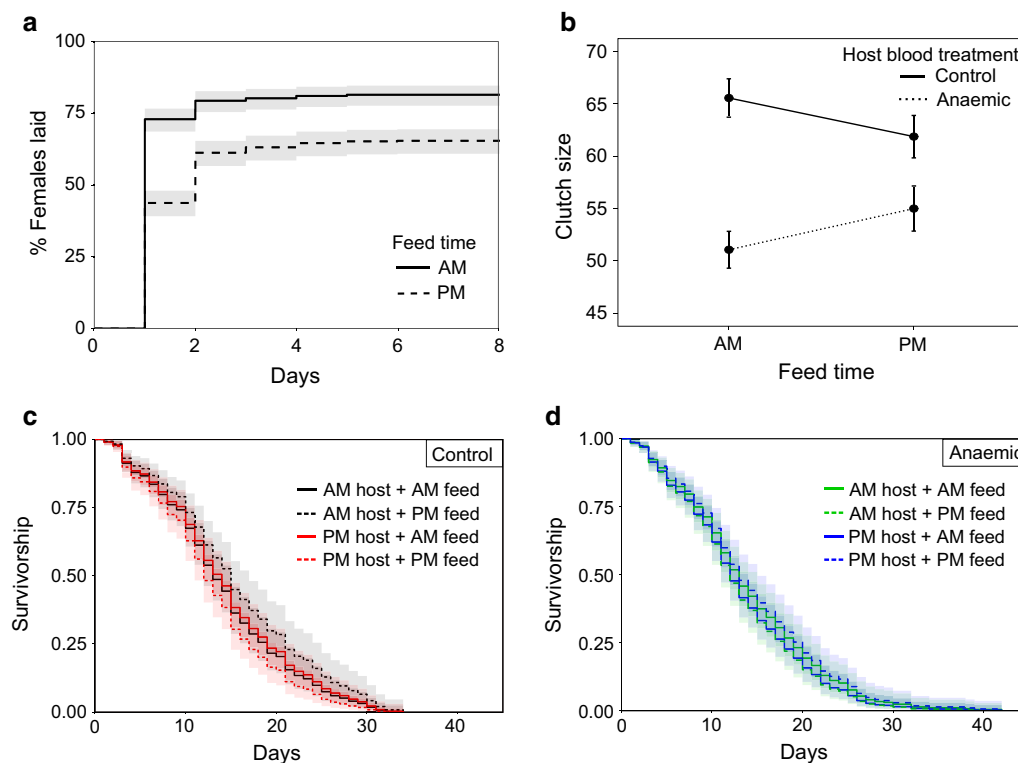 a
100
75
50
25
0
% Females laid
Feed time
AM
PM
0 2 4 6 8
Days
b
70
65
60
55
50
45
Clutch size
Host blood treatment
Control
Anaemic
AM PM
Feed time
c
1.00
0.75
0.50
0.25
0.00
Survivorship
Control
AM host + AM feed
AM host + PM feed
PM host + AM feed
PM host + PM feed
0 10 20 30 40
Days
d
1.00
0.75
0.50
0.25
0.00
Survivorship
Anaemic
AM host + AM feed
AM host + PM feed
PM host + AM feed
PM host + PM feed
0 10 20 30 40
Days